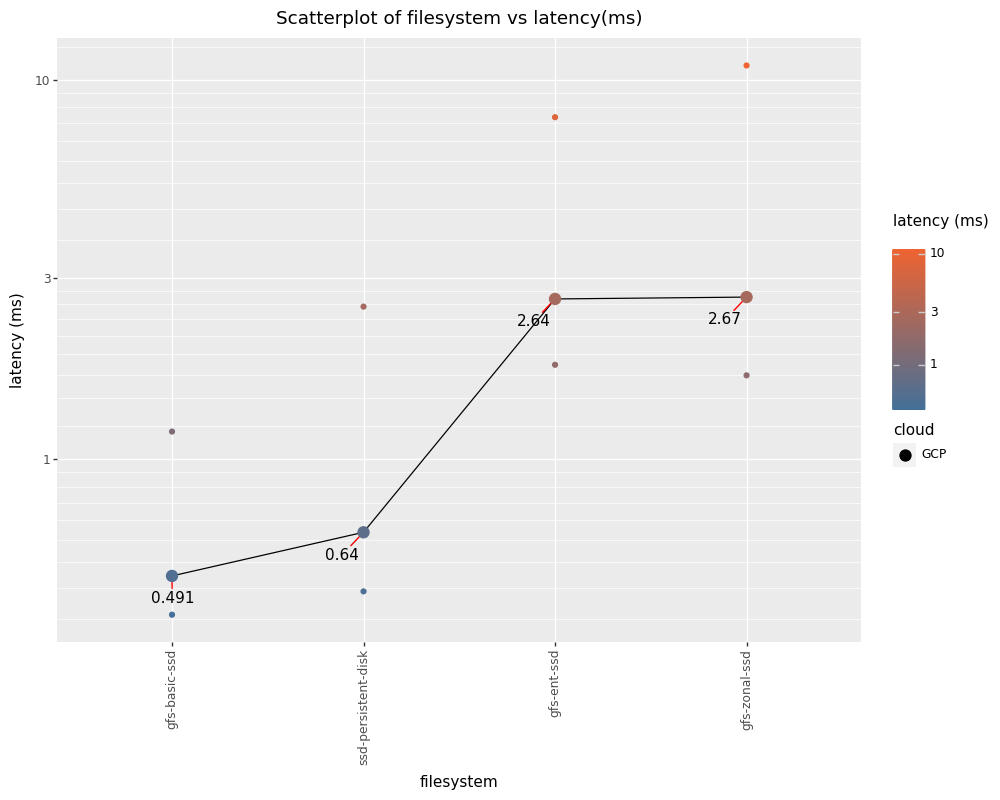 Scatterplot of filesystem vs latency(ms)
10
3
1
latency (ms)
2.64
2.67
0.64
0.491
gfs-basic-ssd
ssd-persistent-disk
gfs-ent-ssd
gfs-zonal-ssd
filesystem
latency (ms)
10
3
1
cloud
GCP